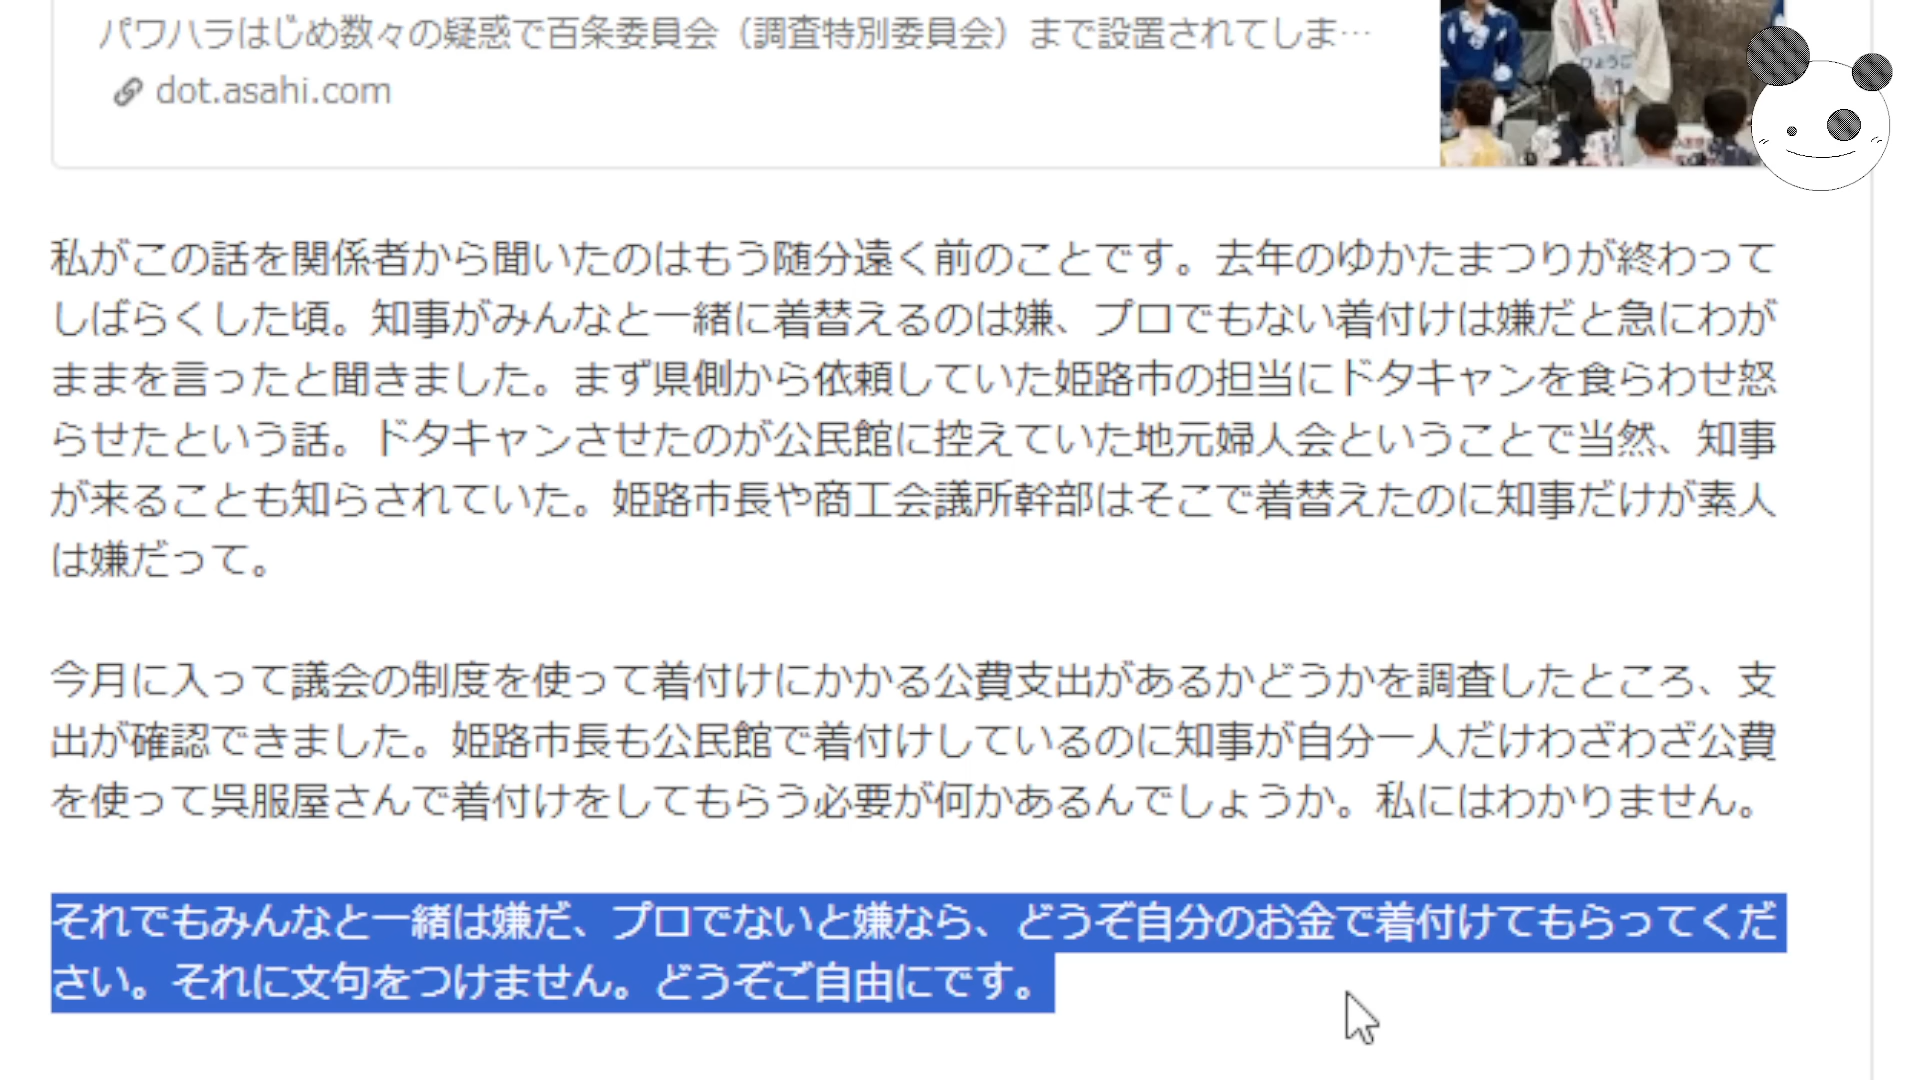 パワハラはじめ数々の疑惑で百条委員会（調査特別委員会）まで設置されてしま…
dot.asahi.com
ひょうご
私がこの話を関係者から聞いたのはもう随分遠く前のことです。去年のゆかたまつりが終わって
しばらくした頃。知事がみんなと一緒に着替えるのは嫌、プロでもない着付けは嫌だと急にわが
ままを言ったと聞きました。まず県側から依頼していた姫路市の担当にドタキャンを食らわせ怒
らせたという話。ドタキャンさせたのが公民館に控えていた地元婦人会ということで当然、知事
が来ることも知らされていた。姫路市長や商工会議所幹部はそこで着替えたのに知事だけが素人
は嫌だって。
今月に入って議会の制度を使って着付けにかかる公費支出があるかどうかを調査したところ、支
出が確認できました。姫路市長も公民館で着付けしているのに知事が自分一人だけわざわざ公費
を使って呉服屋さんで着付けをしてもらう必要が何かあるんでしょうか。私にはわかりません。
それでもみんなと一緒は嫌だ、プロでないと嫌なら、どうぞ自分のお金で着付けてもらってくだ
さい。それに文句をつけません。どうぞご自由にです。